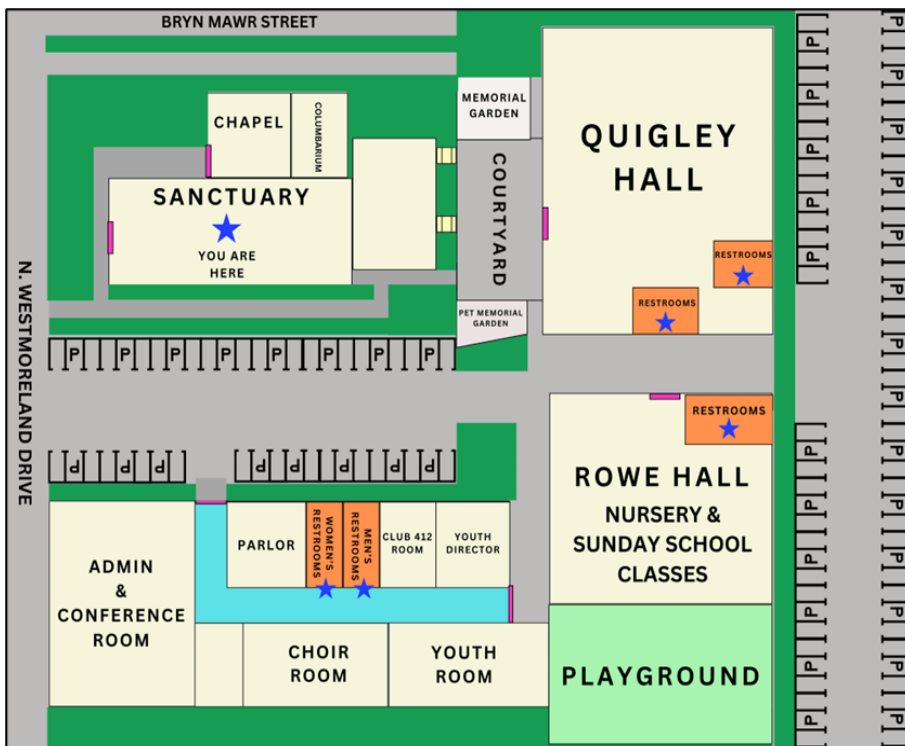 BRYN MAWR STREET
CHAPEL
COLUMBARIUM
MEMORIAL
GARDEN
QUIGLEY
HALL
SANCTUARY
YOU ARE
HERE
COURTYARD
RESTROOMS
RESTROOMS
PET MEMORIAL
GARDEN
N. WESTMORELAND DRIVE
P P P P P P P P
P P P P P P P
RESTROOMS
ROWE HALL
NURSERY &
SUNDAY SCHOOL
CLASSES
PARLOR
WOMEN'S
RESTROOMS
MEN'S
RESTROOMS
CLUB 412
ROOM
YOUTH
DIRECTOR
ADMIN
&
CONFERENCE
ROOM
CHOIR
ROOM
YOUTH
ROOM
PLAYGROUND
P P P P P
P P P P P
P P P P P P P P P P P P P P